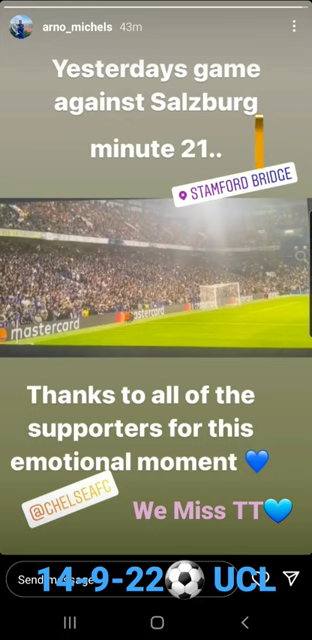 arno_michels 43m
Yesterdays game
against Salzburg
minute 21..
STAMFORD BRIDGE
mastercard
mastercard
Thanks to all of the
supporters for this
emotional moment 💙
@CHELSEAFC
We Miss TT💙
Send message
14-9-22⚽ UCL